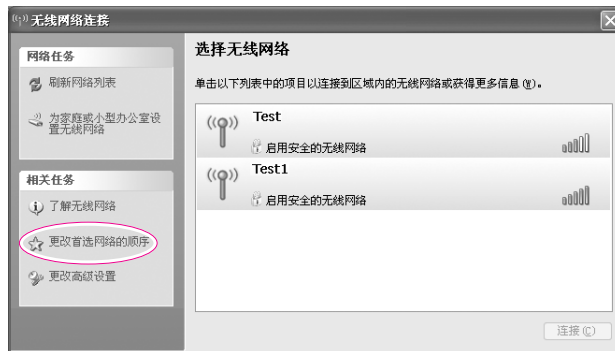 无线网络连接
网络任务
刷新网络列表
为家庭或小型办公室设
置无线网络
相关任务
了解无线网络
更改首选网络的顺序
更改高级设置
选择无线网络
单击以下列表中的项目以连接到区域内的无线网络或获得更多信息(W)。
Test
启用安全的无线网络
Test1
启用安全的无线网络
连接(C)